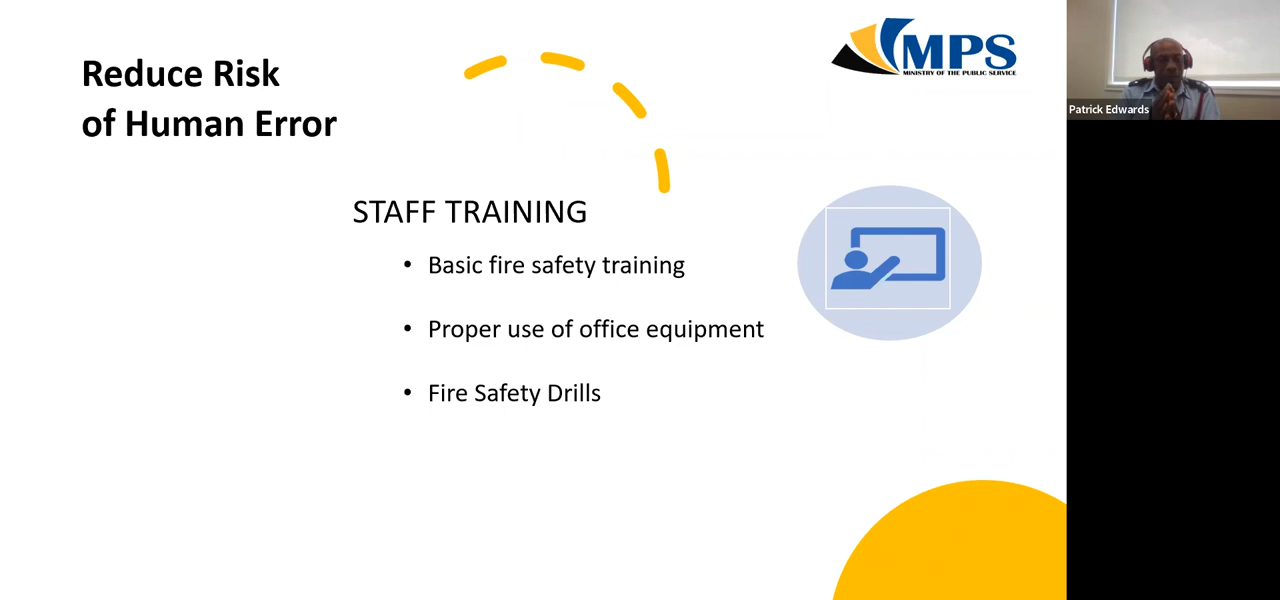 Reduce Risk
of Human Error
MPS
MINISTRY OF THE PUBLIC SERVICE
Patrick Edwards
STAFF TRAINING
• Basic fire safety training
• Proper use of office equipment
• Fire Safety Drills